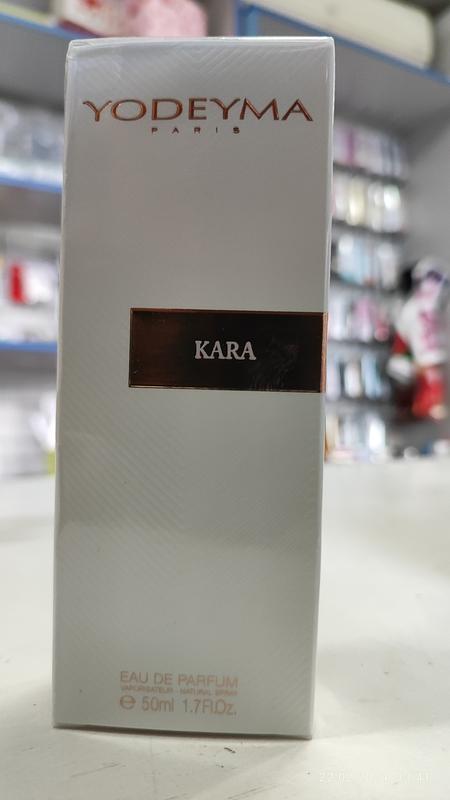 YODEYMA
PARIS
KARA
EAU DE PARFUM
VAPORISATEUR - NATURAL SPRAY
℮ 50ml 1.7Fl.Oz.